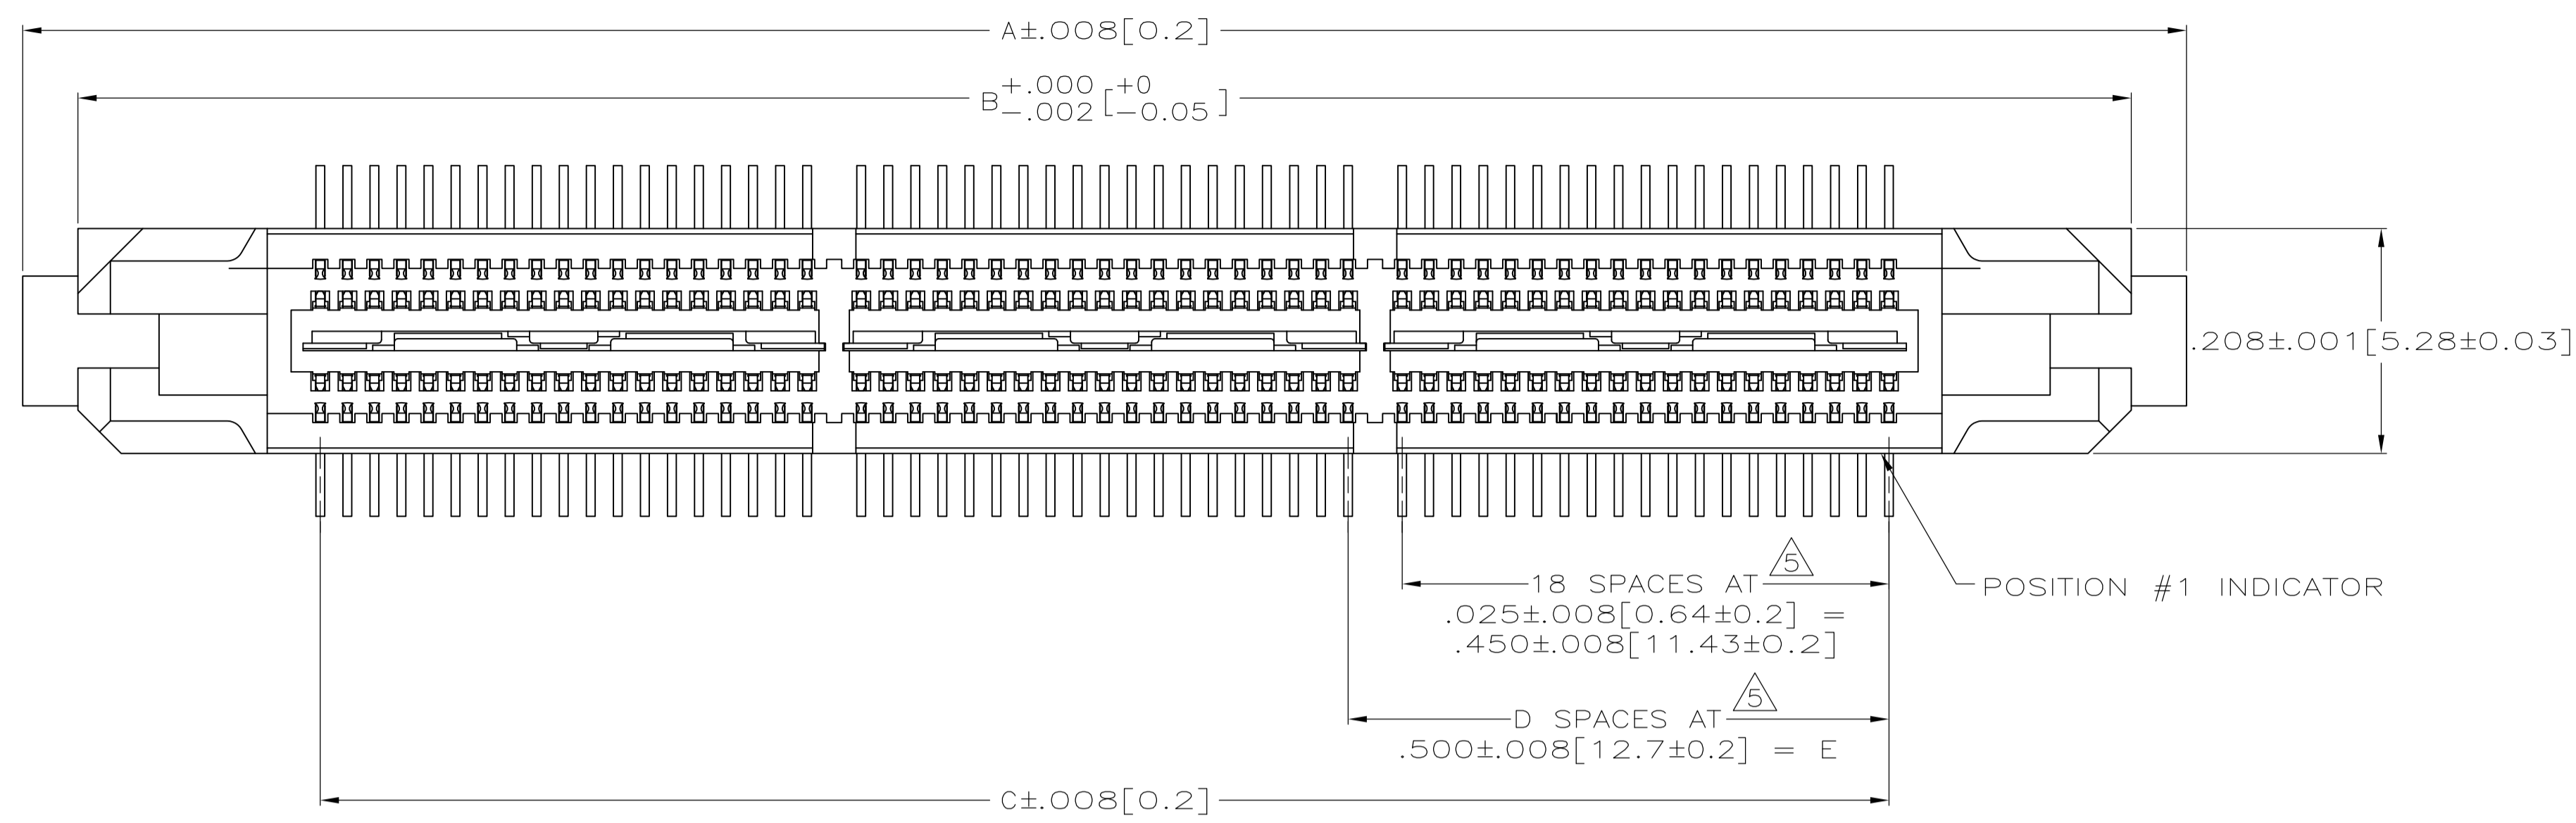 A±.008[0.2]
+.000 +0
B
-.002[-0.05]
.208±.001[5.28±0.03]
5
18 SPACES AT
.025±.008[0.64±0.2] =
.450±.008[11.43±0.2]
POSITION #1 INDICATOR
5
D SPACES AT
.500±.008[12.7±0.2] = E
C±.008[0.2]